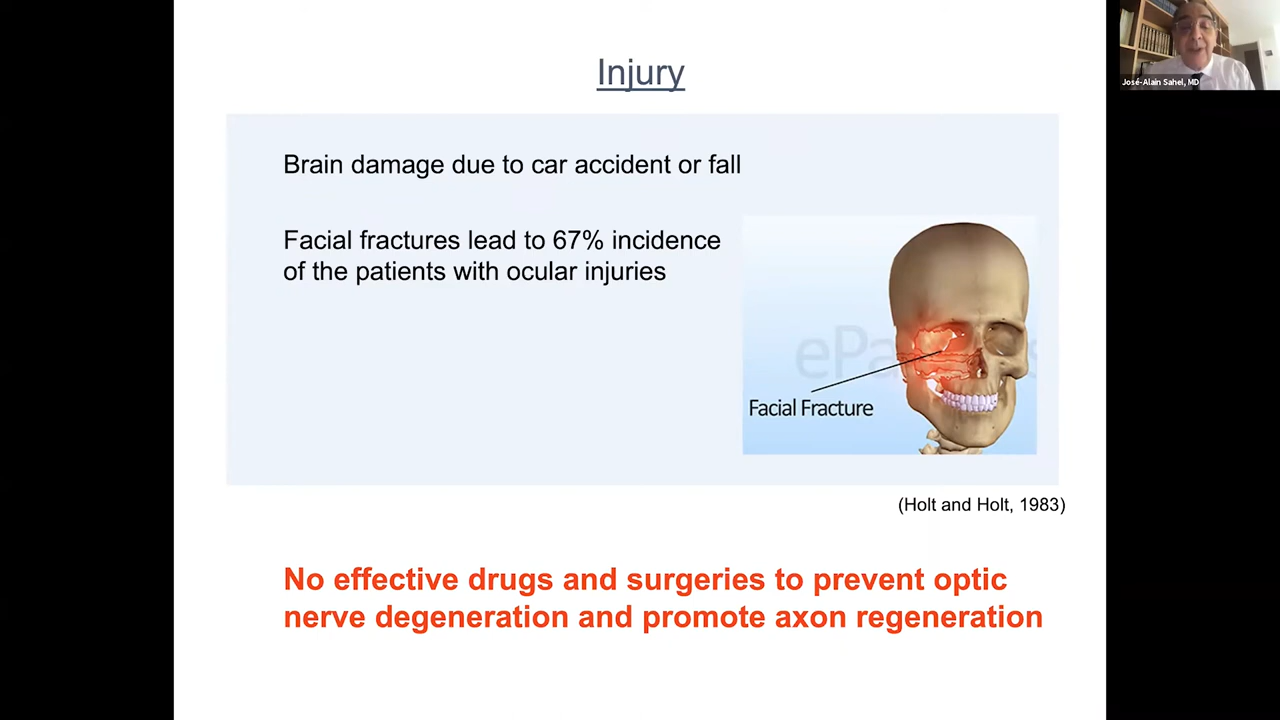 Injury
José-Alain Sahel, MD
Brain damage due to car accident or fall
Facial fractures lead to 67% incidence
of the patients with ocular injuries
ePa
s
Facial Fracture
(Holt and Holt, 1983)
No effective drugs and surgeries to prevent optic
nerve degeneration and promote axon regeneration